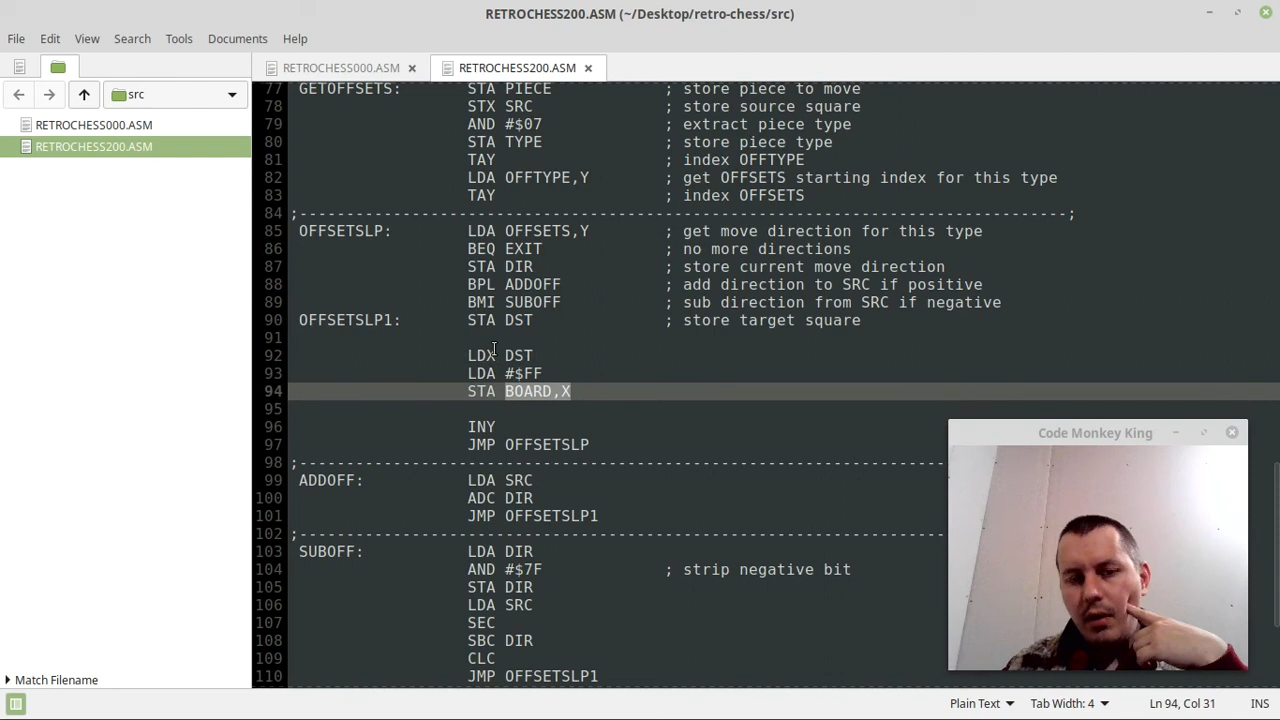 RETROCHESS200.ASM (~/Desktop/retro-chess/src)
File Edit View Search Tools Documents Help
RETROCHESS000.ASM RETROCHESS200.ASM
src
RETROCHESS000.ASM
RETROCHESS200.ASM
77 GETOFFSETS: STA PIECE ; store piece to move
78 STX SRC ; store source square
79 AND #$07 ; extract piece type
80 STA TYPE ; store piece type
81 TAY ; index OFFTYPE
82 LDA OFFTYPE,Y ; get OFFSETS starting index for this type
83 TAY ; index OFFSETS
84 ;----------------------------------------------------------------------------------;
85 OFFSETSLP: LDA OFFSETS,Y ; get move direction for this type
86 BEQ EXIT ; no more directions
87 STA DIR ; store current move direction
88 BPL ADDOFF ; add direction to SRC if positive
89 BMI SUBOFF ; sub direction from SRC if negative
90 OFFSETSLP1: STA DST ; store target square
91
92 LDX DST
93 LDA #$FF
94 STA BOARD,X
95
96 INY
97 JMP OFFSETSLP
98 ;---------------------------------------------------------------------
99 ADDOFF: LDA SRC
100 ADC DIR
101 JMP OFFSETSLP1
102 ;---------------------------------------------------------------------
103 SUBOFF: LDA DIR
104 AND #$7F ; strip negative bit
105 STA DIR
106 LDA SRC
107 SEC
108 SBC DIR
109 CLC
110 JMP OFFSETSLP1
Code Monkey King
Match Filename
Plain Text Tab Width: 4 Ln 94, Col 31 INS